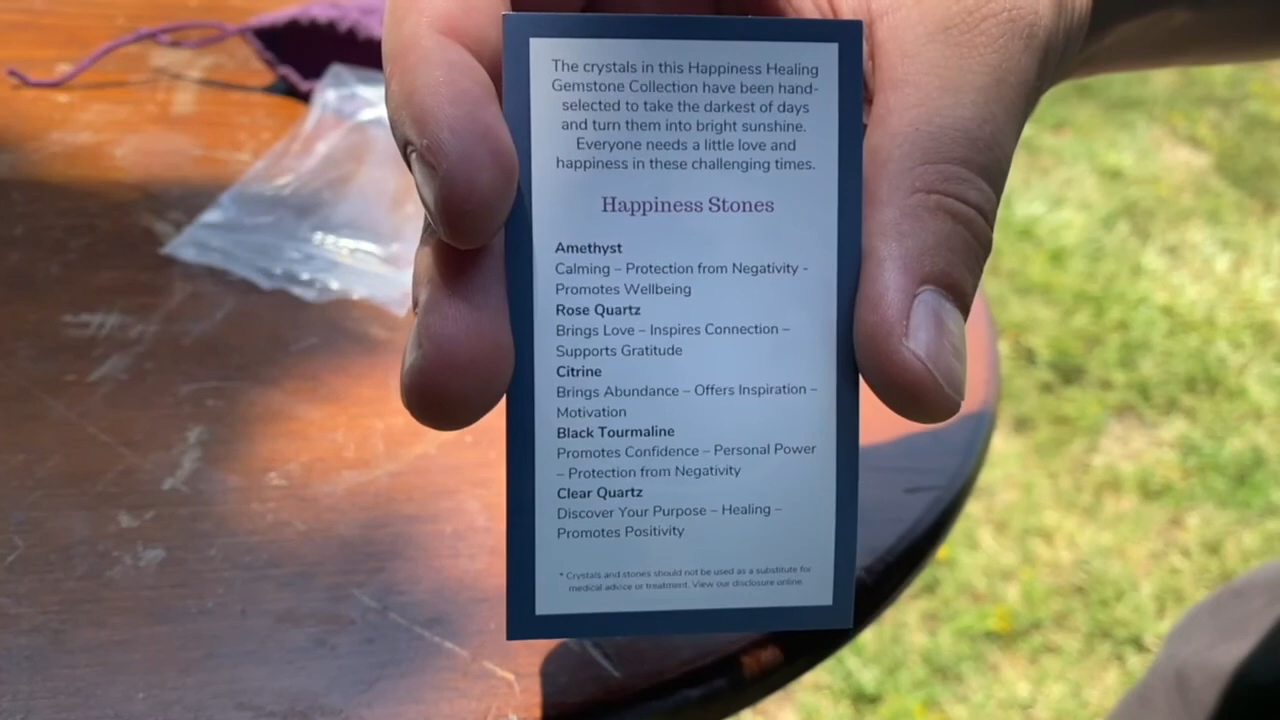 The crystals in this Happiness Healing
Gemstone Collection have been hand-
selected to take the darkest of days
and turn them into bright sunshine.
Everyone needs a little love and
happiness in these challenging times.
Happiness Stones
Amethyst
Calming – Protection from Negativity -
Promotes Wellbeing
Rose Quartz
Brings Love – Inspires Connection –
Supports Gratitude
Citrine
Brings Abundance – Offers Inspiration –
Motivation
Black Tourmaline
Promotes Confidence – Personal Power
– Protection from Negativity
Clear Quartz
Discover Your Purpose – Healing –
Promotes Positivity
* Crystals and stones should not be used as a substitute for
medical advice or treatment. View our disclosure online